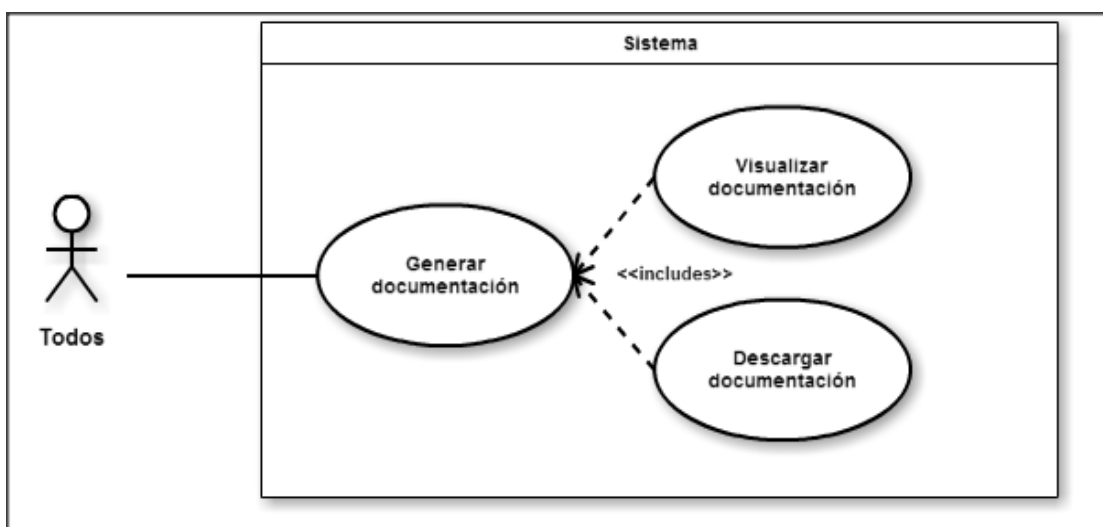 Sistema
Visualizar
documentación
Generar
documentación
<<includes>>
Todos
Descargar
documentación